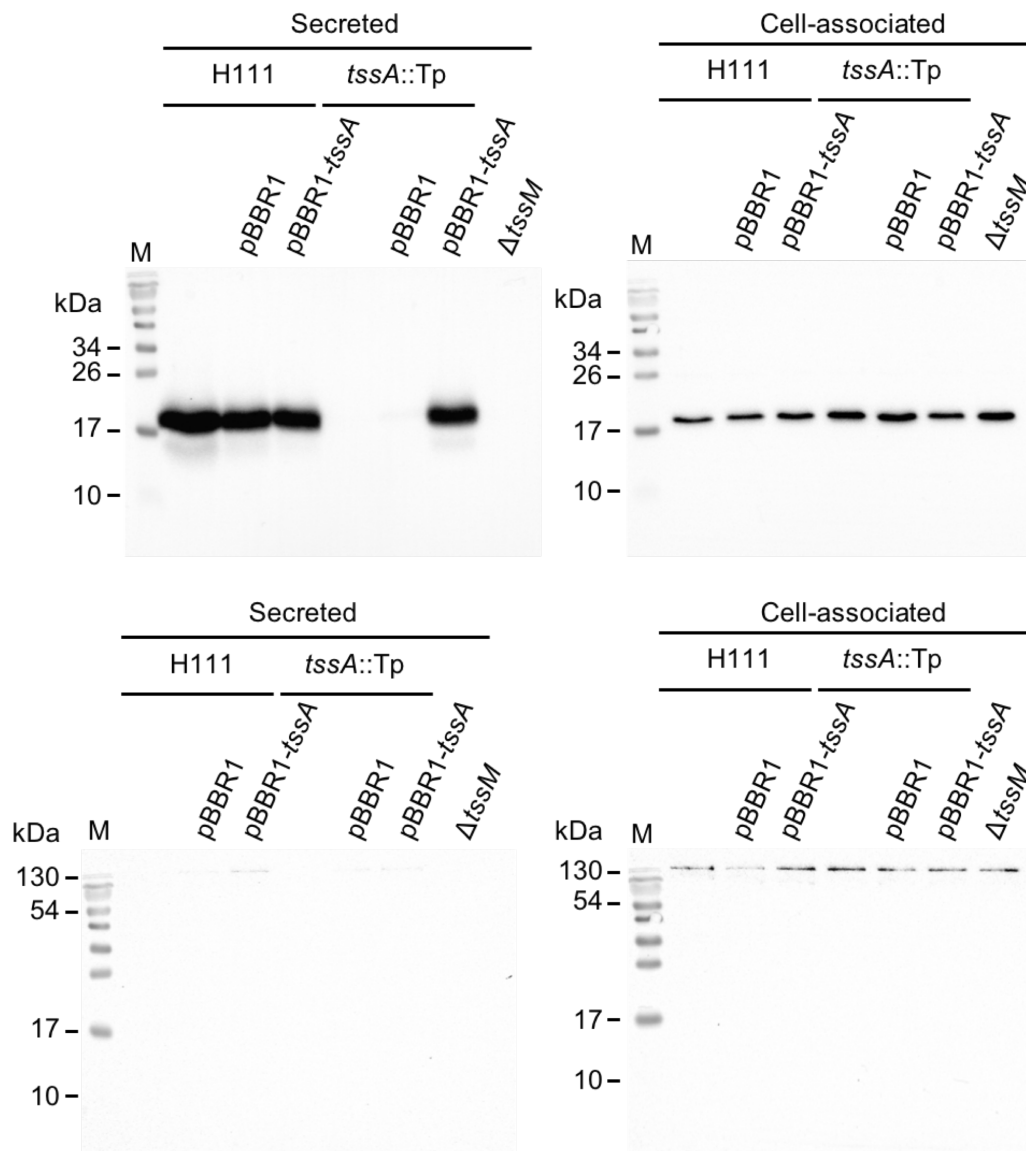 Secreted
H111 tssA::Tp
pBBR1 pBBR1-tssA pBBR1 pBBR1-tssA ΔtssM
M
kDa
34
26
17
10
Cell-associated
H111 tssA::Tp
pBBR1 pBBR1-tssA pBBR1 pBBR1-tssA ΔtssM
M
kDa
34
26
17
10
Secreted
H111 tssA::Tp
pBBR1 pBBR1-tssA pBBR1 pBBR1-tssA ΔtssM
kDa M
130
54
17
10
Cell-associated
H111 tssA::Tp
pBBR1 pBBR1-tssA pBBR1 pBBR1-tssA ΔtssM
kDa M
130
54
17
10